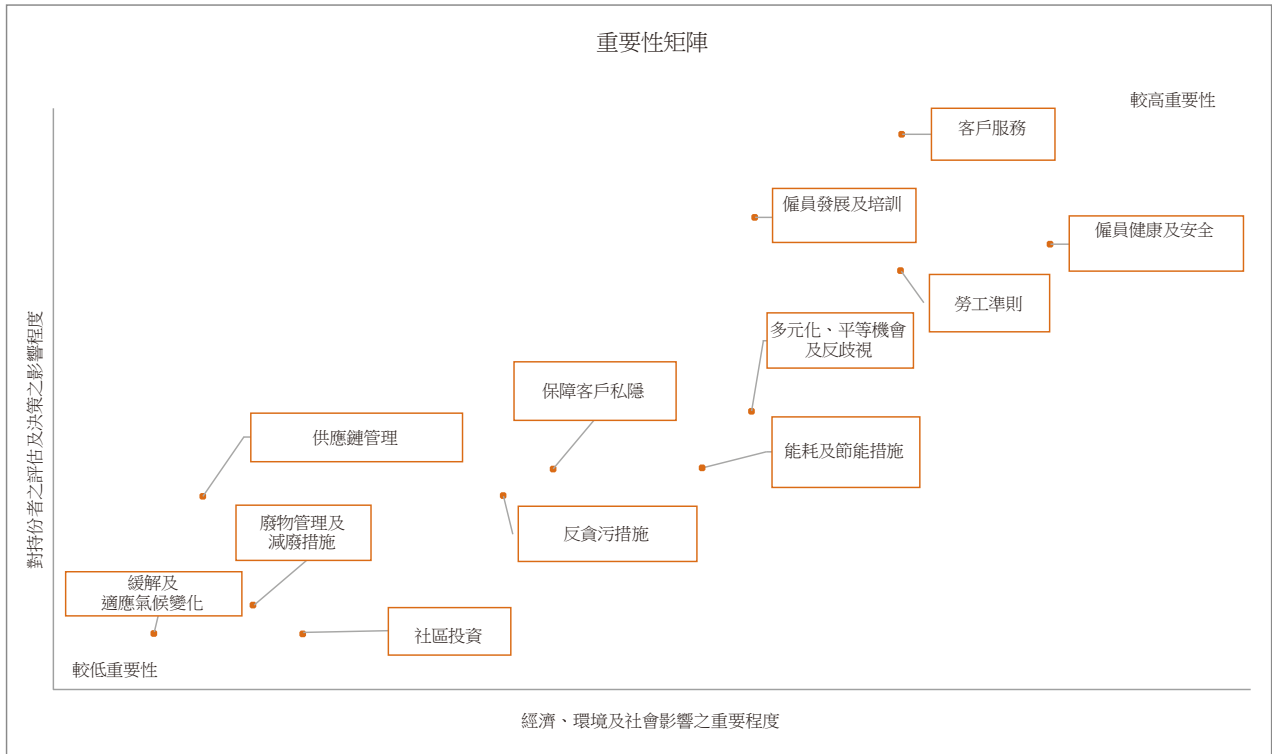 重要性矩陣
較高重要性
客戶服務
僱員發展及培訓
僱員健康及安全
勞工準則
多元化、平等機會
及反歧視
保障客戶私隱
供應鏈管理
能耗及節能措施
廢物管理及
減廢措施
反貪污措施
緩解及
適應氣候變化
社區投資
較低重要性
對持份者之評估及決策之影響程度
經濟、環境及社會影響之重要程度